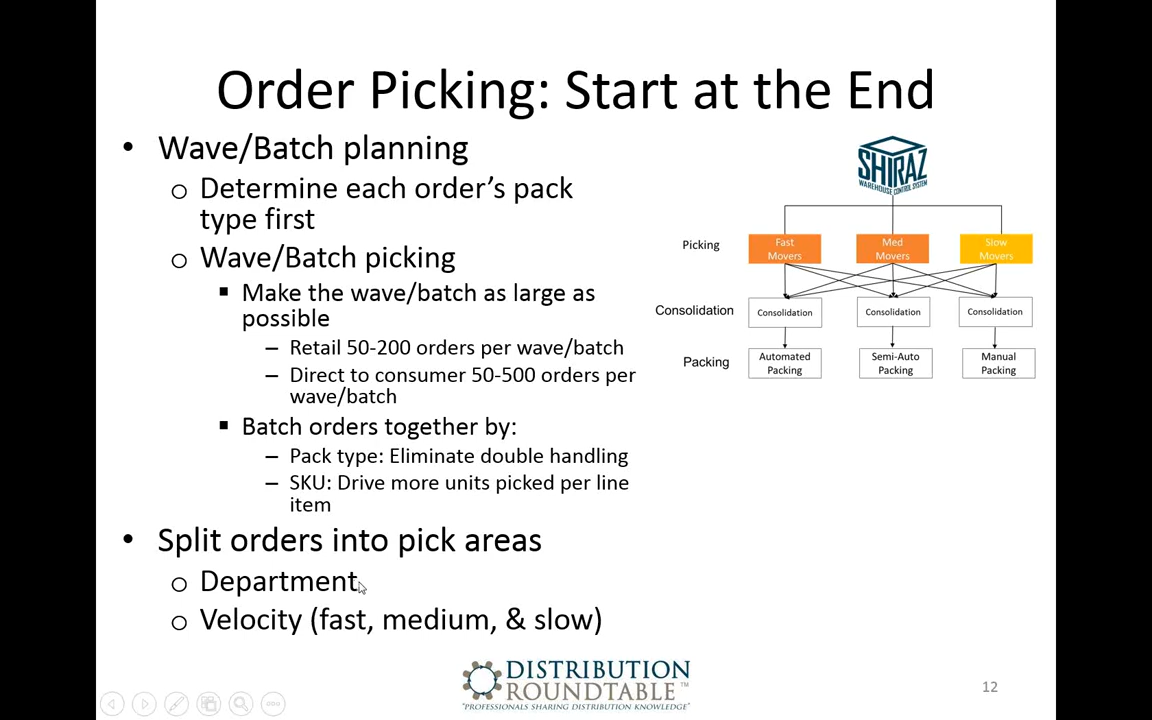 Order Picking: Start at the End
• Wave/Batch planning
o Determine each order’s pack
type first
o Wave/Batch picking
▪ Make the wave/batch as large as
possible
– Retail 50-200 orders per wave/batch
– Direct to consumer 50-500 orders per
wave/batch
▪ Batch orders together by:
– Pack type: Eliminate double handling
– SKU: Drive more units picked per line
item
• Split orders into pick areas
o Department
o Velocity (fast, medium, & slow)
SHIRAZ
WAREHOUSE CONTROL SYSTEM
Picking
Fast
Movers
Med
Movers
Slow
Movers
Consolidation
Consolidation
Consolidation
Consolidation
Packing
Automated
Packing
Semi-Auto
Packing
Manual
Packing
DISTRIBUTION
ROUNDTABLE™
"PROFESSIONALS SHARING DISTRIBUTION KNOWLEDGE"
12